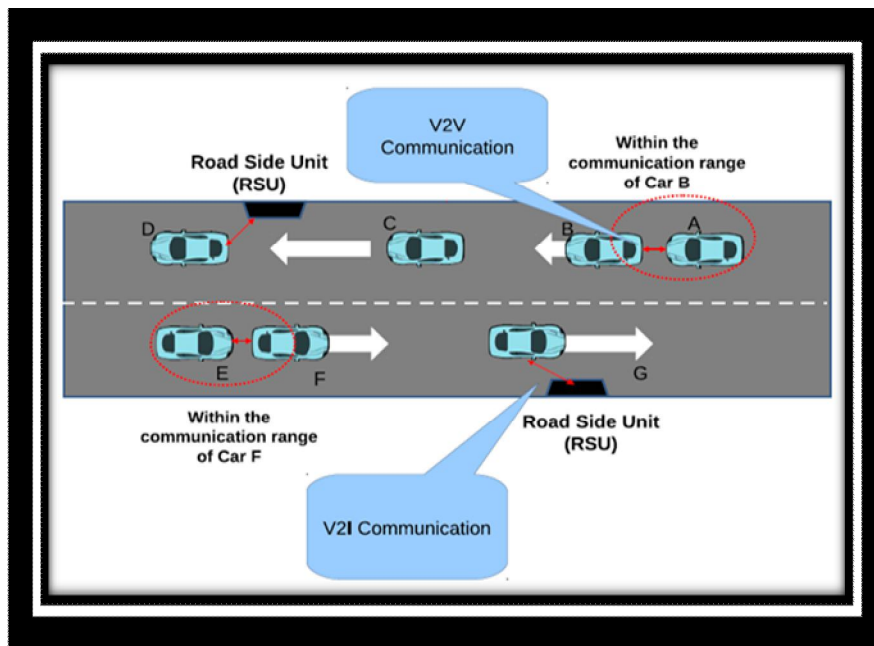 V2V
Communication
Within the
communication range
of Car B
Road Side Unit
(RSU)
D
C
B
A
E
F
G
Within the
communication range
of Car F
Road Side Unit
(RSU)
V2I Communication